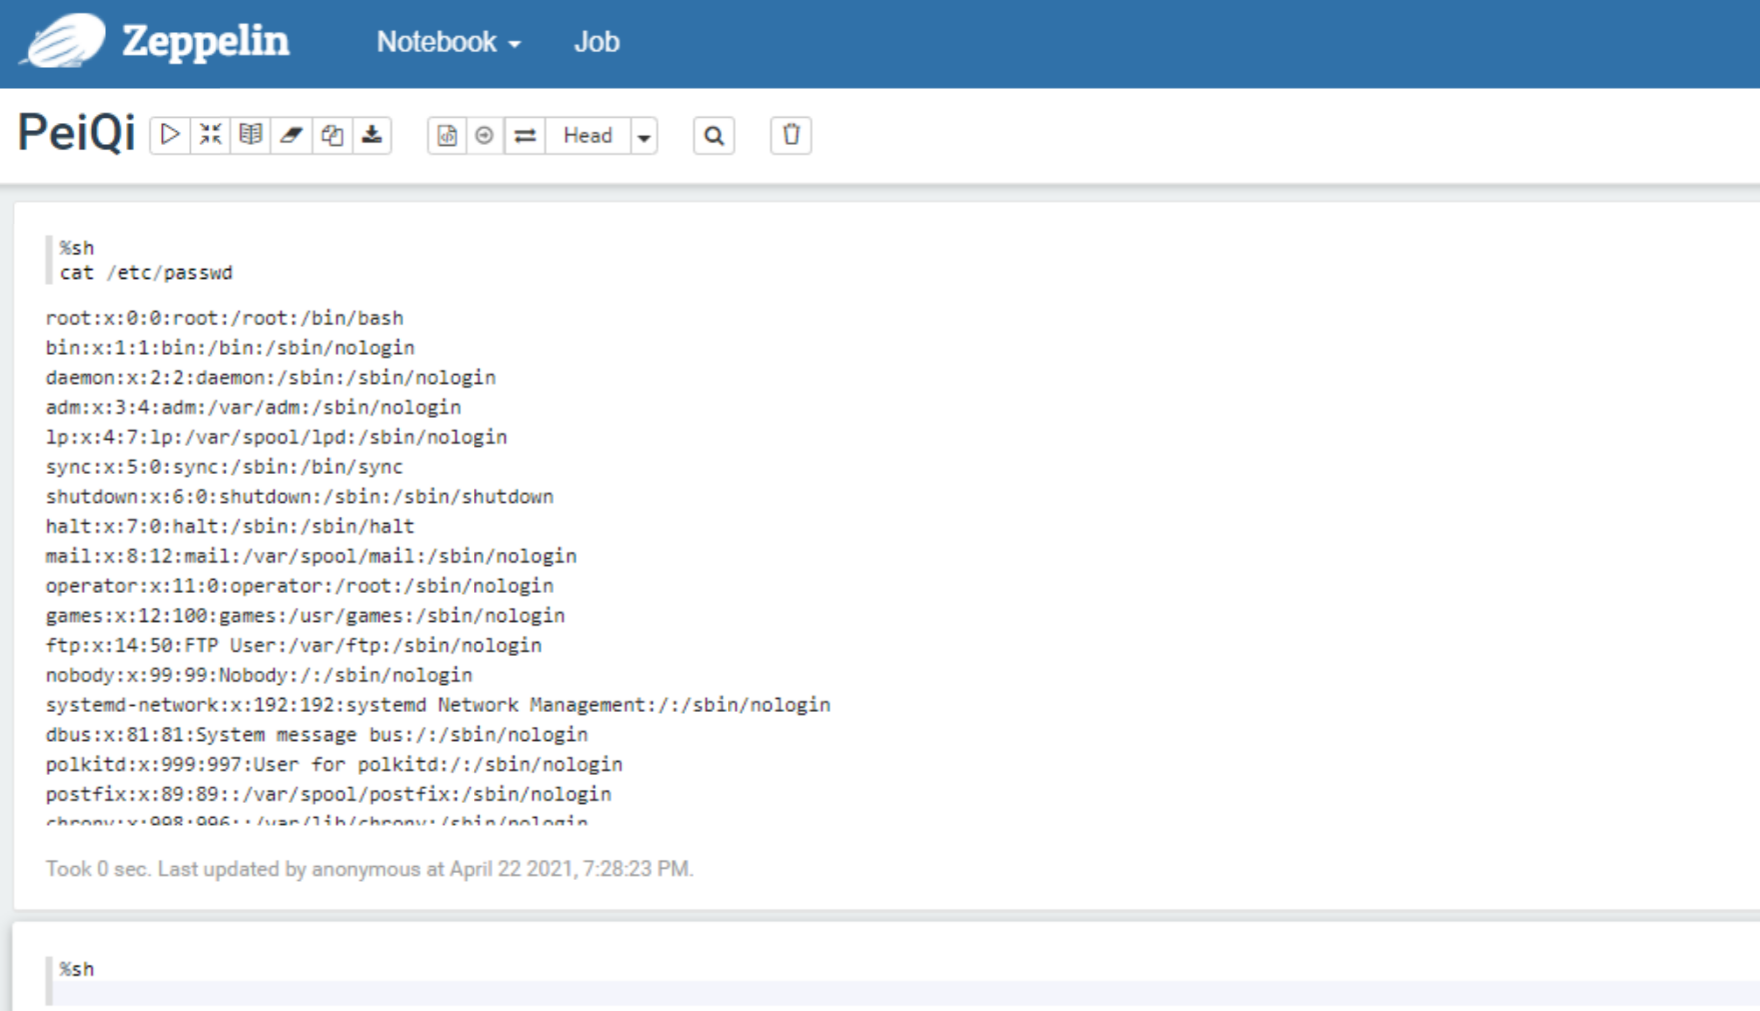 Zeppelin Notebook Job
PeiQi Head
%sh
cat /etc/passwd
root:x:0:0:root:/root:/bin/bash
bin:x:1:1:bin:/bin:/sbin/nologin
daemon:x:2:2:daemon:/sbin:/sbin/nologin
adm:x:3:4:adm:/var/adm:/sbin/nologin
lp:x:4:7:lp:/var/spool/lpd:/sbin/nologin
sync:x:5:0:sync:/sbin:/bin/sync
shutdown:x:6:0:shutdown:/sbin:/sbin/shutdown
halt:x:7:0:halt:/sbin:/sbin/halt
mail:x:8:12:mail:/var/spool/mail:/sbin/nologin
operator:x:11:0:operator:/root:/sbin/nologin
games:x:12:100:games:/usr/games:/sbin/nologin
ftp:x:14:50:FTP User:/var/ftp:/sbin/nologin
nobody:x:99:99:Nobody:/:/sbin/nologin
systemd-network:x:192:192:systemd Network Management:/:/sbin/nologin
dbus:x:81:81:System message bus:/:/sbin/nologin
polkitd:x:999:997:User for polkitd:/:/sbin/nologin
postfix:x:89:89::/var/spool/postfix:/sbin/nologin
chrony:x:998:996::/var/lib/chrony:/sbin/nologin
Took 0 sec. Last updated by anonymous at April 22 2021, 7:28:23 PM.
%sh